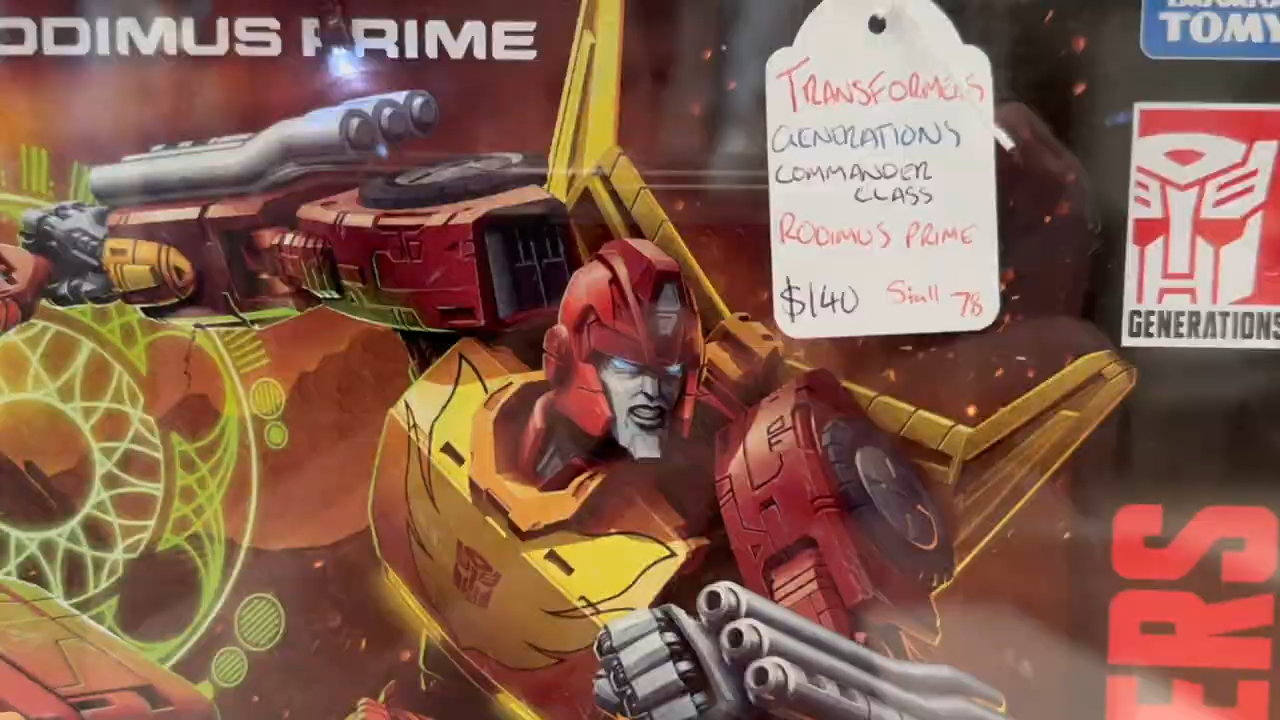 ODIMUS PRIME
TOMY
TRANSFORMERS
GENERATIONS
COMMANDER
CLASS
RODIMUS PRIME
$140 Stall 78
GENERATIONS
ERS